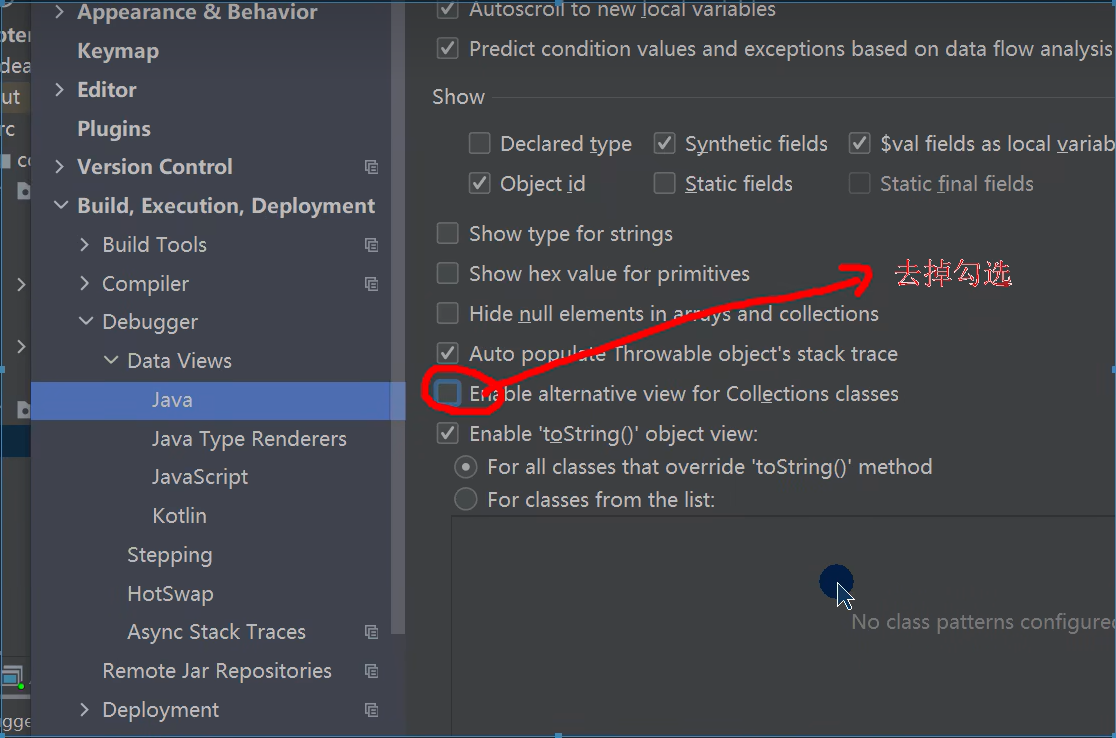 Appearance & Behavior
Keymap
Editor
Plugins
Version Control
Build, Execution, Deployment
Build Tools
Compiler
Debugger
Data Views
Java
Java Type Renderers
JavaScript
Kotlin
Stepping
HotSwap
Async Stack Traces
Remote Jar Repositories
Deployment
Autoscroll to new local variables
Predict condition values and exceptions based on data flow analysis
Show
Declared type Synthetic fields $val fields as local variab
Object id Static fields Static final fields
Show type for strings
Show hex value for primitives
去掉勾选
Hide null elements in arrays and collections
Auto populate Throwable object's stack trace
Enable alternative view for Collections classes
Enable 'toString()' object view:
For all classes that override 'toString()' method
For classes from the list:
No class patterns configured